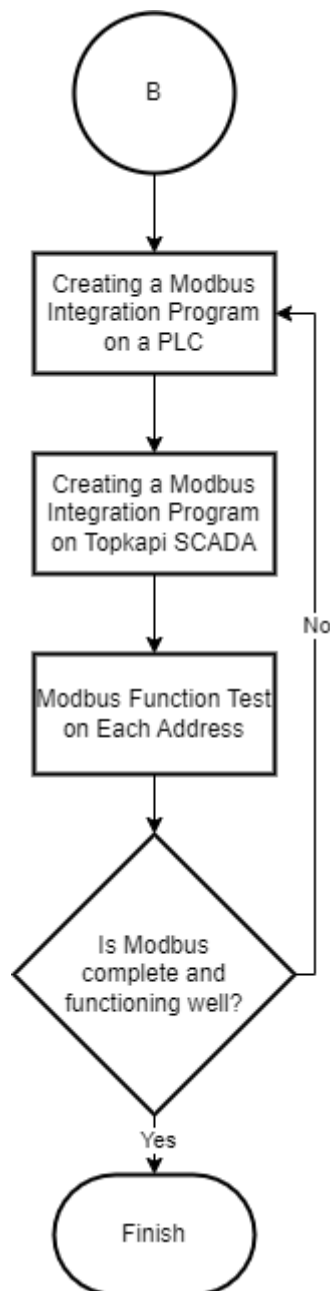 B
Creating a Modbus
Integration Program
on a PLC
Creating a Modbus
Integration Program
on Topkapi SCADA
No
Modbus Function Test
on Each Address
Is Modbus
complete and
functioning well?
Yes
Finish